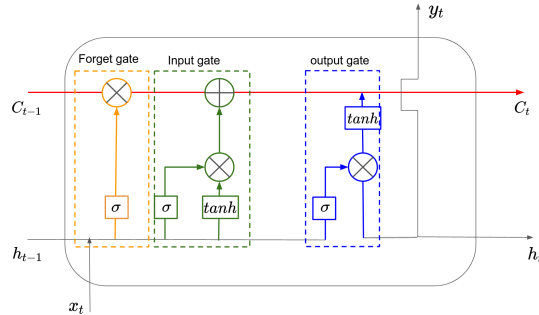 y_t
Forget gate
Input gate
output gate
C_{t-1}
C_t
tanh
σ
σ
tanh
σ
h_{t-1}
x_t